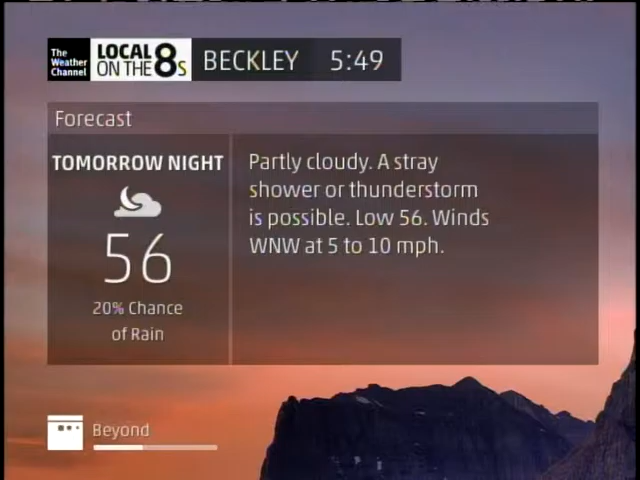 The Weather Channel
LOCAL ON THE 8s
BECKLEY 5:49
Forecast
TOMORROW NIGHT
56
20% Chance
of Rain
Partly cloudy. A stray
shower or thunderstorm
is possible. Low 56. Winds
WNW at 5 to 10 mph.
Beyond